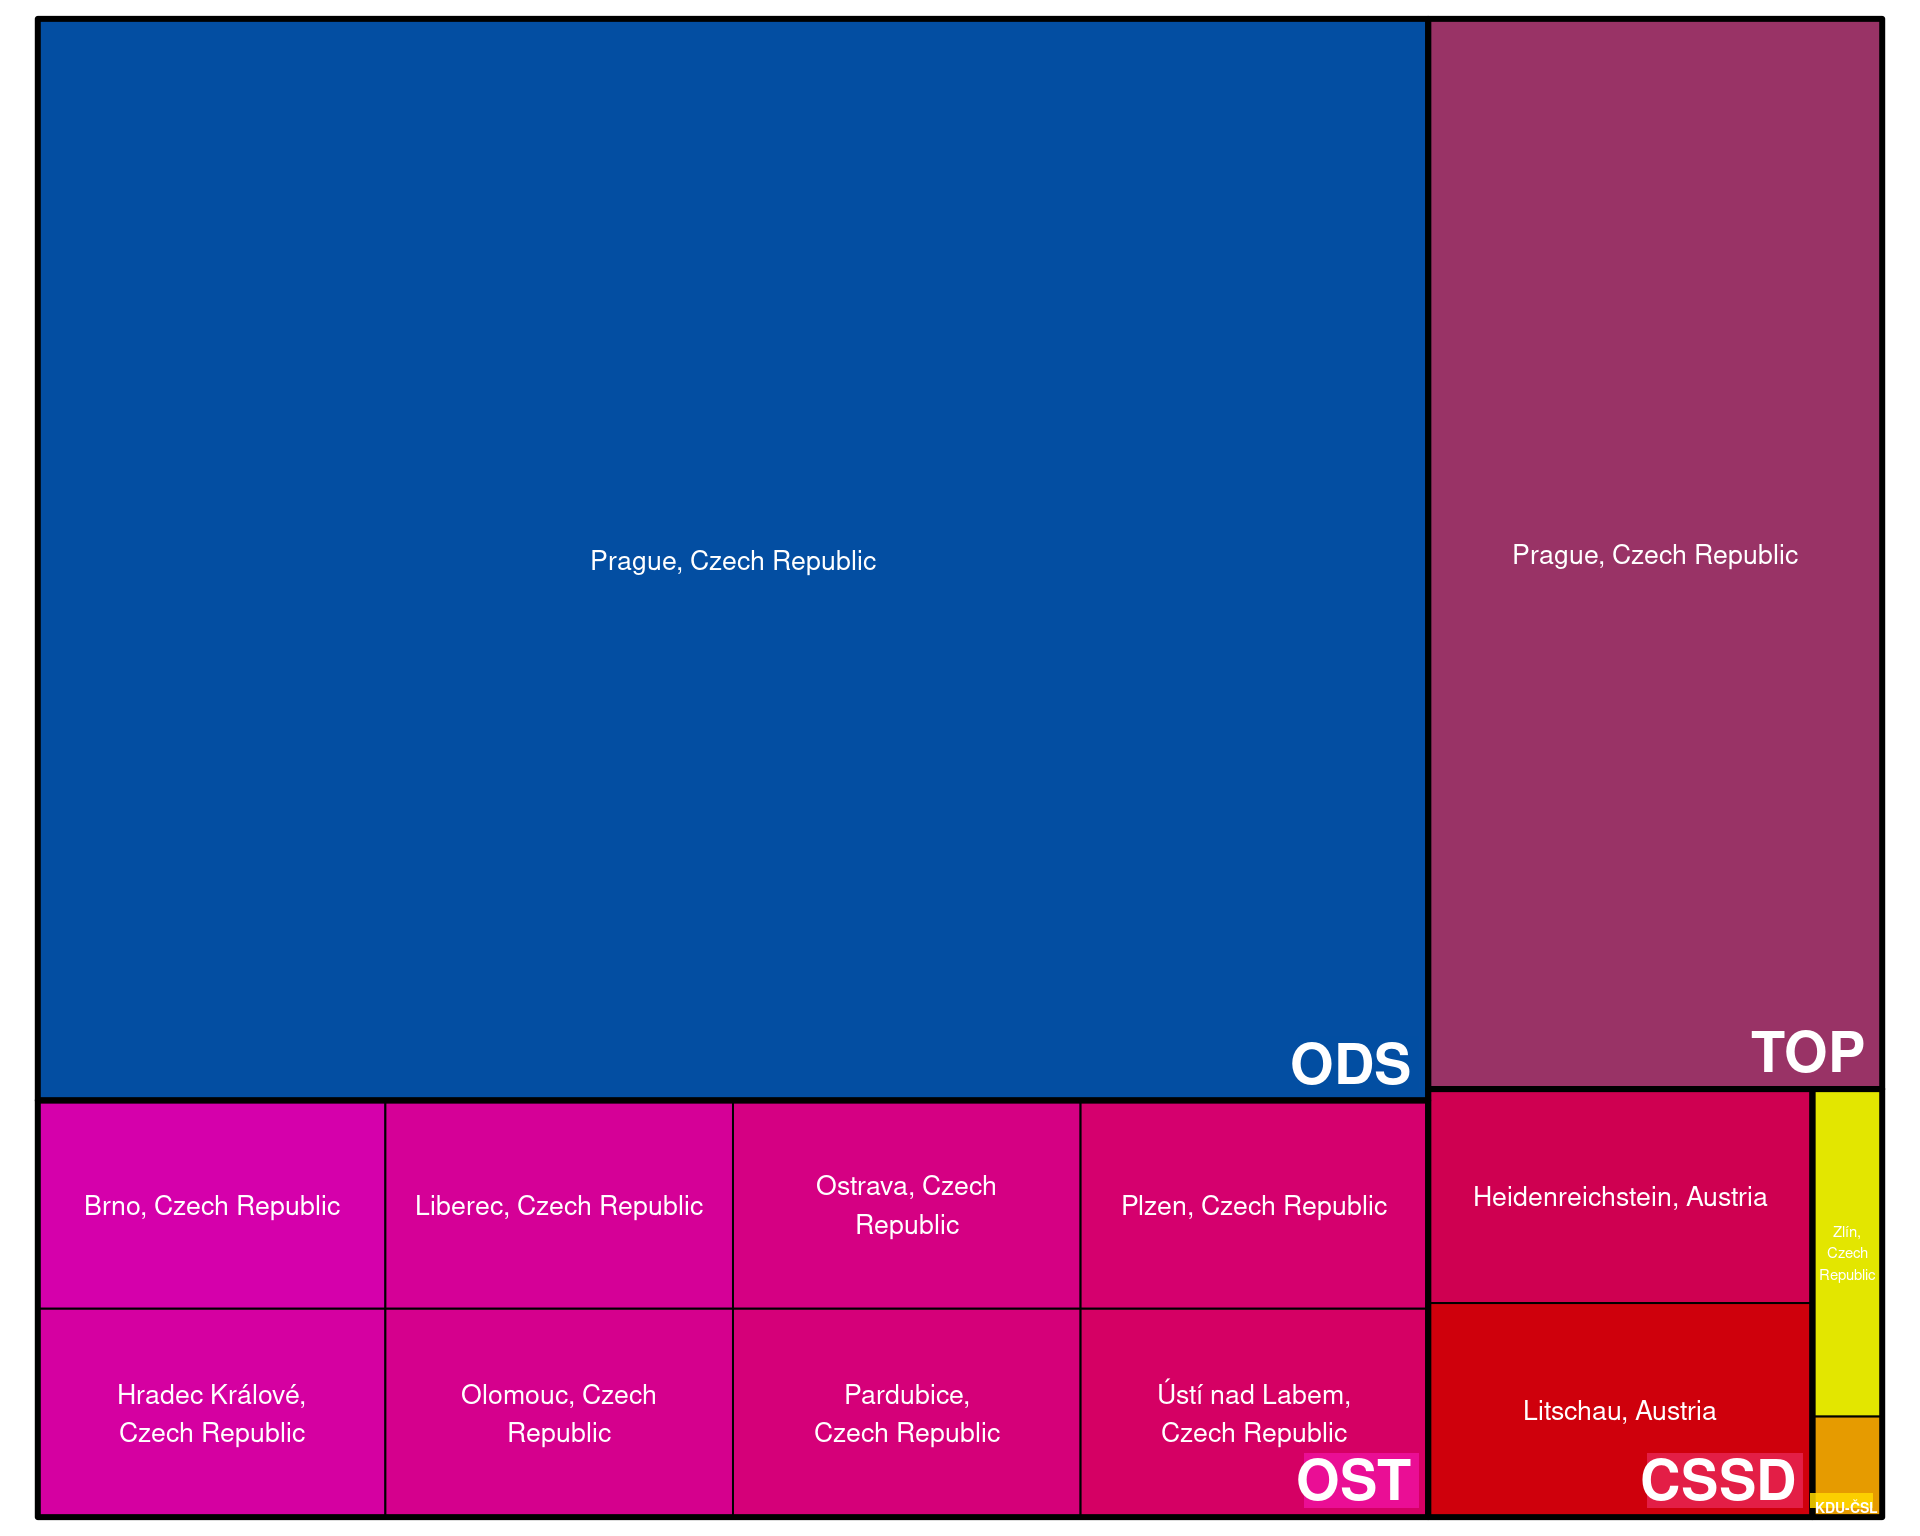 Prague, Czech Republic
ODS
Prague, Czech Republic
TOP
Brno, Czech Republic
Liberec, Czech Republic
Ostrava, Czech
Republic
Plzen, Czech Republic
Hradec Králové,
Czech Republic
Olomouc, Czech
Republic
Pardubice,
Czech Republic
Ústí nad Labem,
Czech Republic
OST
Heidenreichstein, Austria
Litschau, Austria
CSSD
Zlín,
Czech
Republic
KDU-ČSL